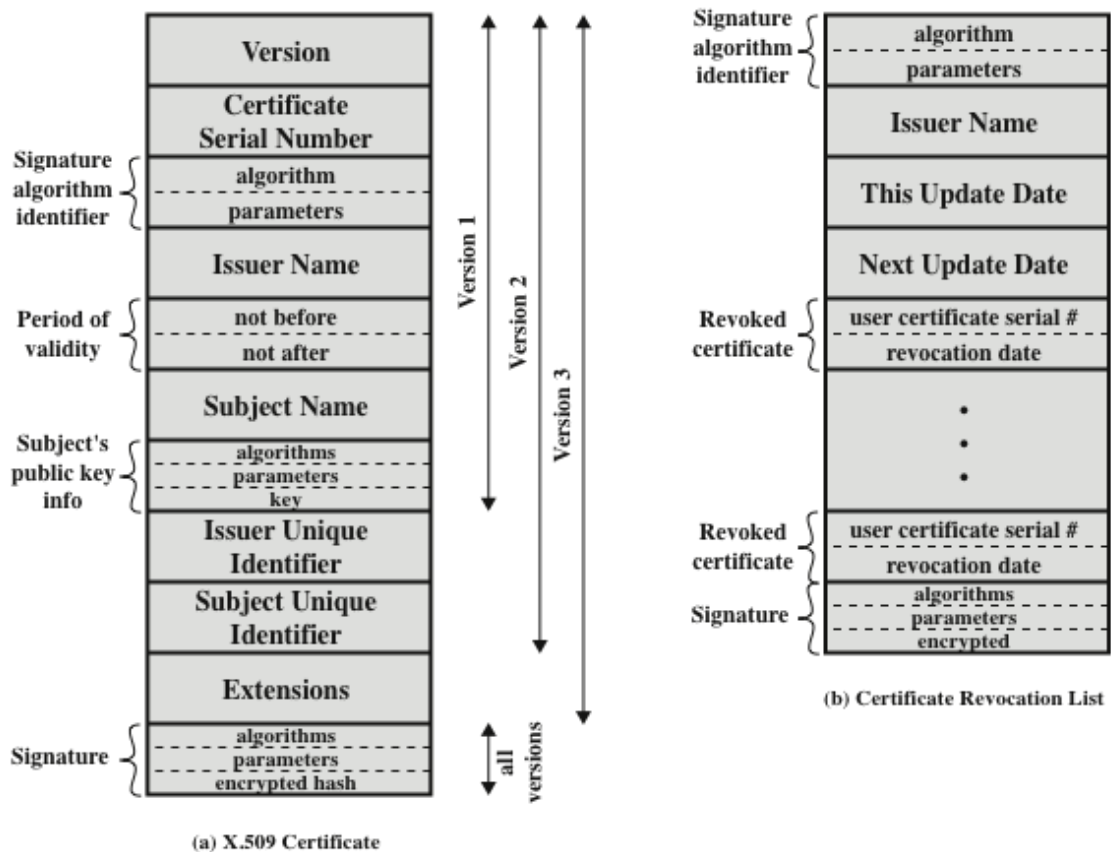 Version
Certificate
Serial Number
Signature
algorithm
identifier
algorithm
parameters
Issuer Name
Period of
validity
not before
not after
Subject Name
Subject's
public key
info
algorithms
parameters
key
Issuer Unique
Identifier
Subject Unique
Identifier
Extensions
Signature
algorithms
parameters
encrypted hash
Version 1
Version 2
Version 3
all
versions
(a) X.509 Certificate
Signature
algorithm
identifier
algorithm
parameters
Issuer Name
This Update Date
Next Update Date
Revoked
certificate
user certificate serial #
revocation date
Revoked
certificate
user certificate serial #
revocation date
Signature
algorithms
parameters
encrypted
(b) Certificate Revocation List